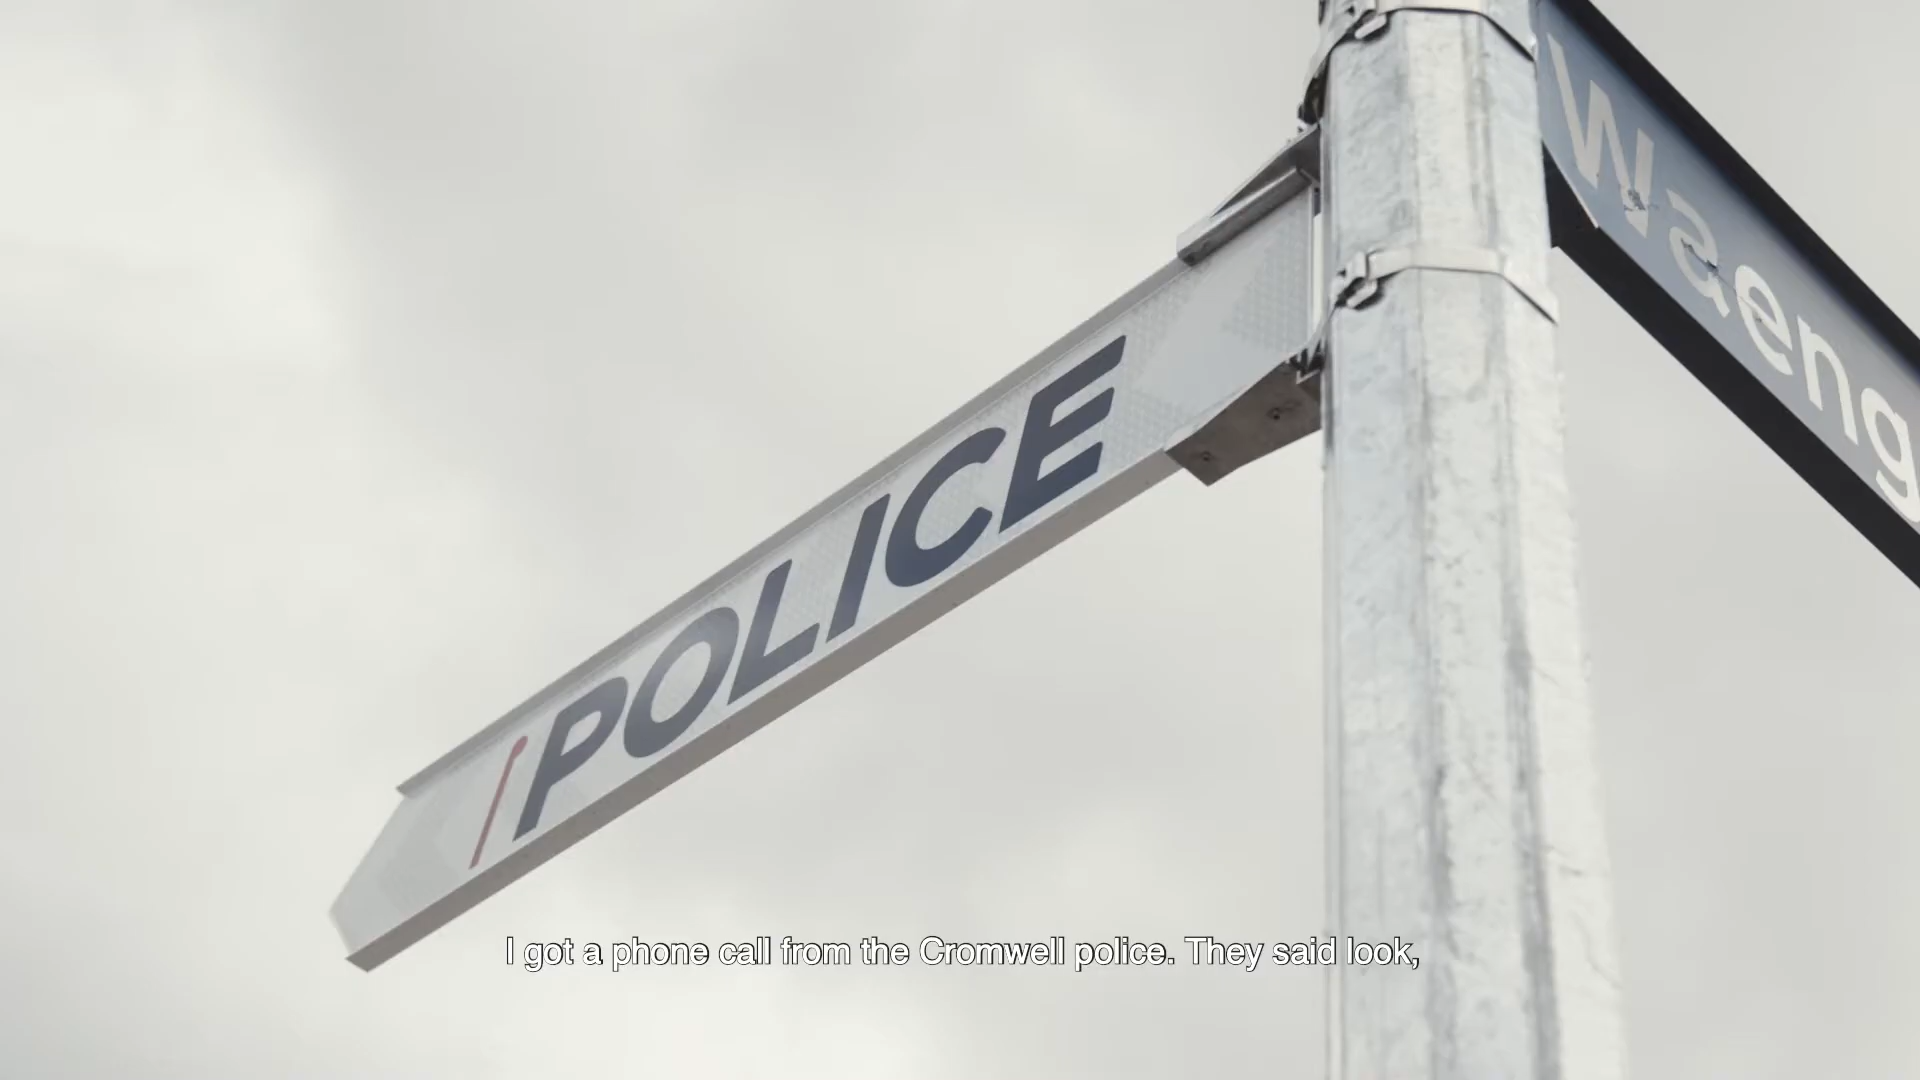 POLICE
Waeng
I got a phone call from the Cromwell police. They said look,